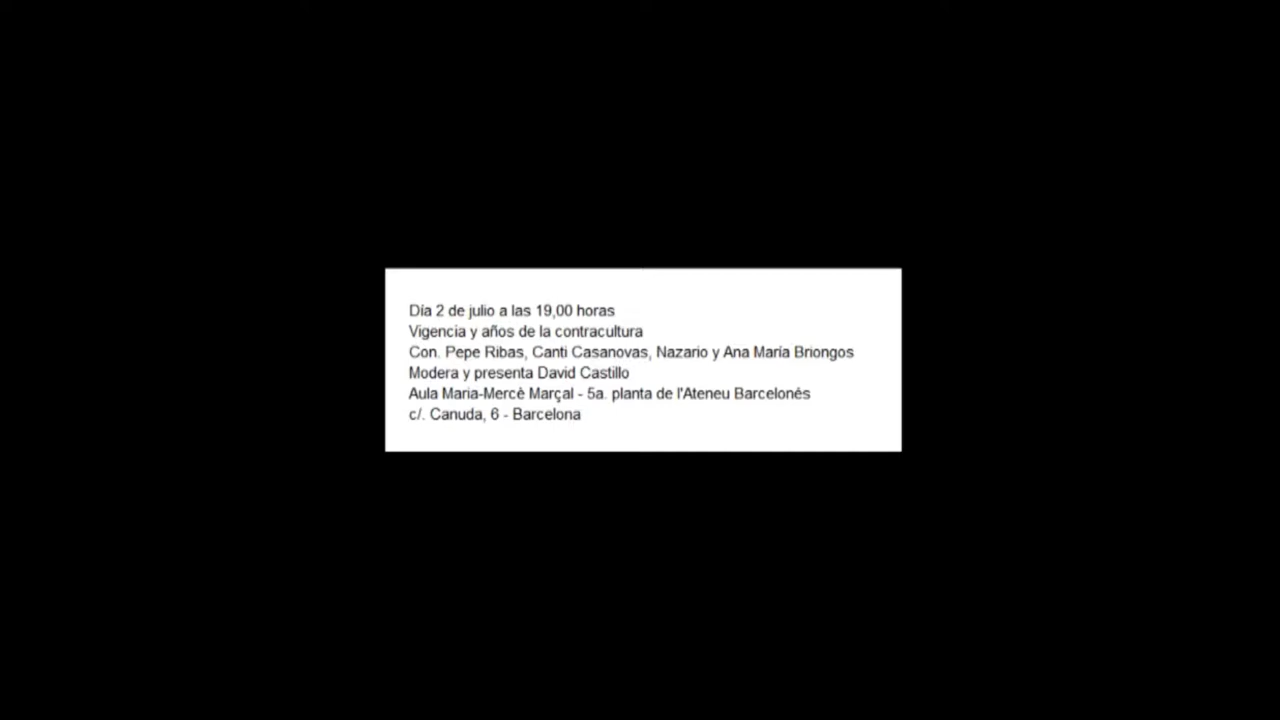 Día 2 de julio a las 19,00 horas
Vigencia y años de la contracultura
Con. Pepe Ribas, Canti Casanovas, Nazario y Ana María Briongos
Modera y presenta David Castillo
Aula Maria-Mercè Marçal - 5a. planta de l'Ateneu Barcelonés
c/. Canuda, 6 - Barcelona